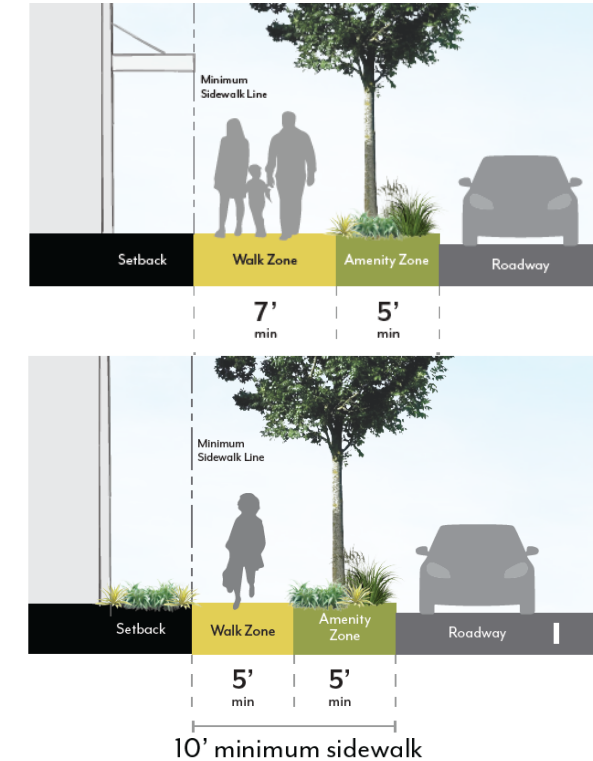 Minimum
Sidewalk Line
Setback
Walk Zone
Amenity Zone
Roadway
7’
min
5’
min
Minimum
Sidewalk Line
Setback
Walk Zone
Amenity
Zone
Roadway
5’
min
5’
min
10’ minimum sidewalk